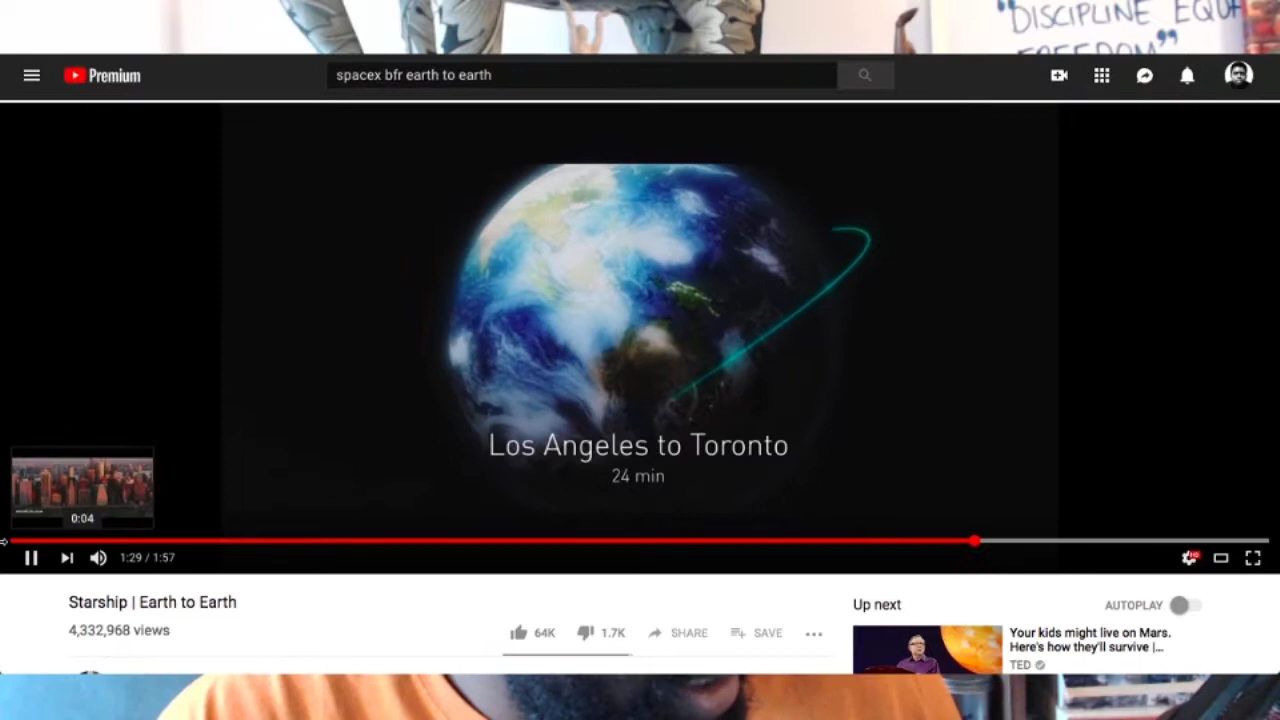 "DISCIPLINE EQU
FREEDOM"
Premium
spacex bfr earth to earth
Los Angeles to Toronto
24 min
0:04
1:29 / 1:57
Starship | Earth to Earth
4,332,968 views
64K
1.7K
SHARE
SAVE
Up next
AUTOPLAY
Your kids might live on Mars.
Here's how they'll survive |...
TED